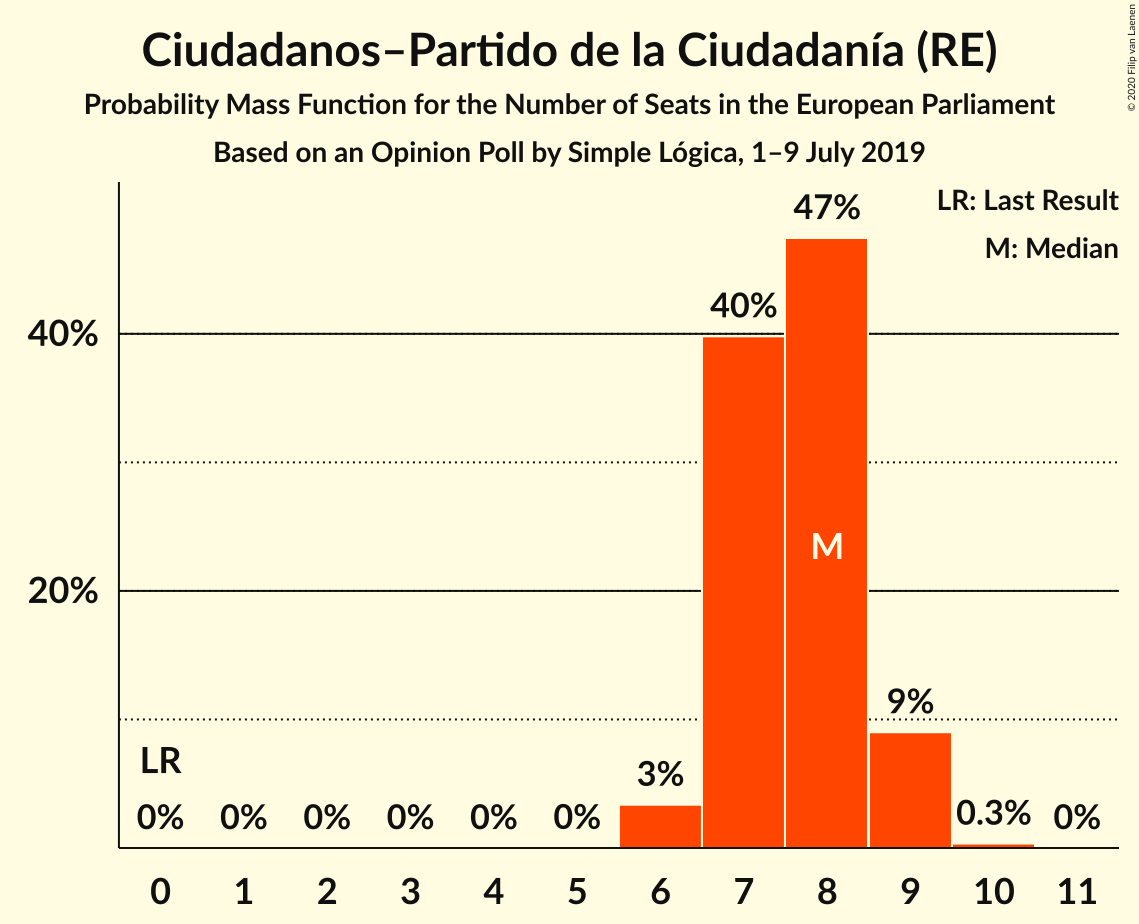 Ciudadanos–Partido de la Ciudadanía (RE)
Probability Mass Function for the Number of Seats in the European Parliament
Based on an Opinion Poll by Simple Lógica, 1–9 July 2019
© 2020 Filip van Laenen
LR: Last Result
M: Median
47%
40%
40%
M
20%
9%
LR
3%
0% 0% 0% 0% 0% 0% 0.3% 0%
0 1 2 3 4 5 6 7 8 9 10 11